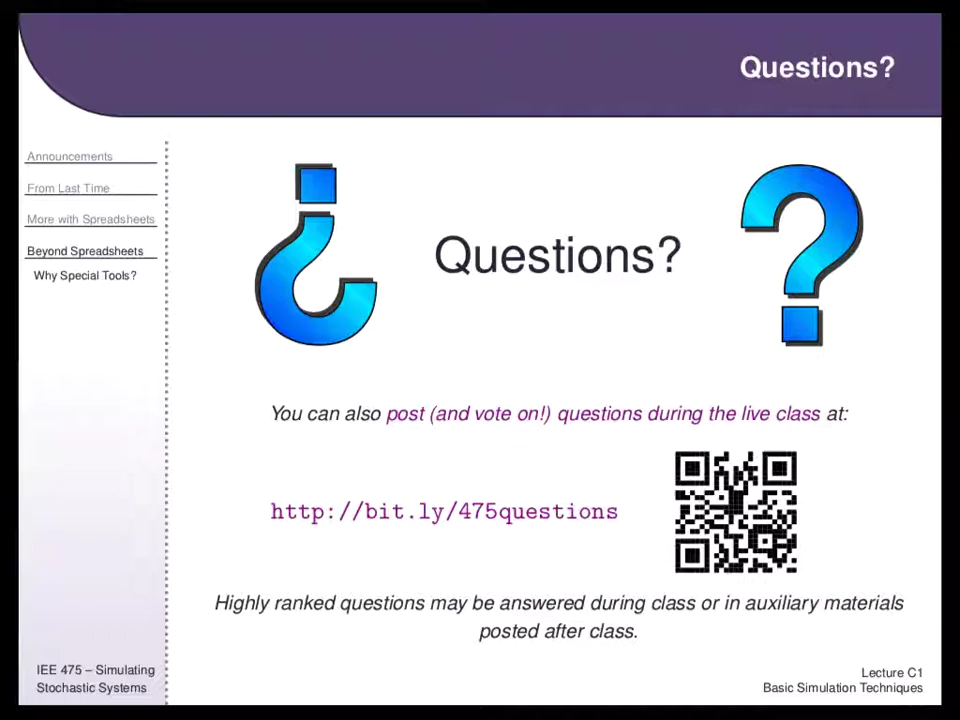 Questions?
Announcements
From Last Time
More with Spreadsheets
Beyond Spreadsheets
Why Special Tools?
¿
Questions?
?
You can also post (and vote on!) questions during the live class at:
http://bit.ly/475questions
Highly ranked questions may be answered during class or in auxiliary materials
posted after class.
IEE 475 – Simulating
Stochastic Systems
Lecture C1
Basic Simulation Techniques